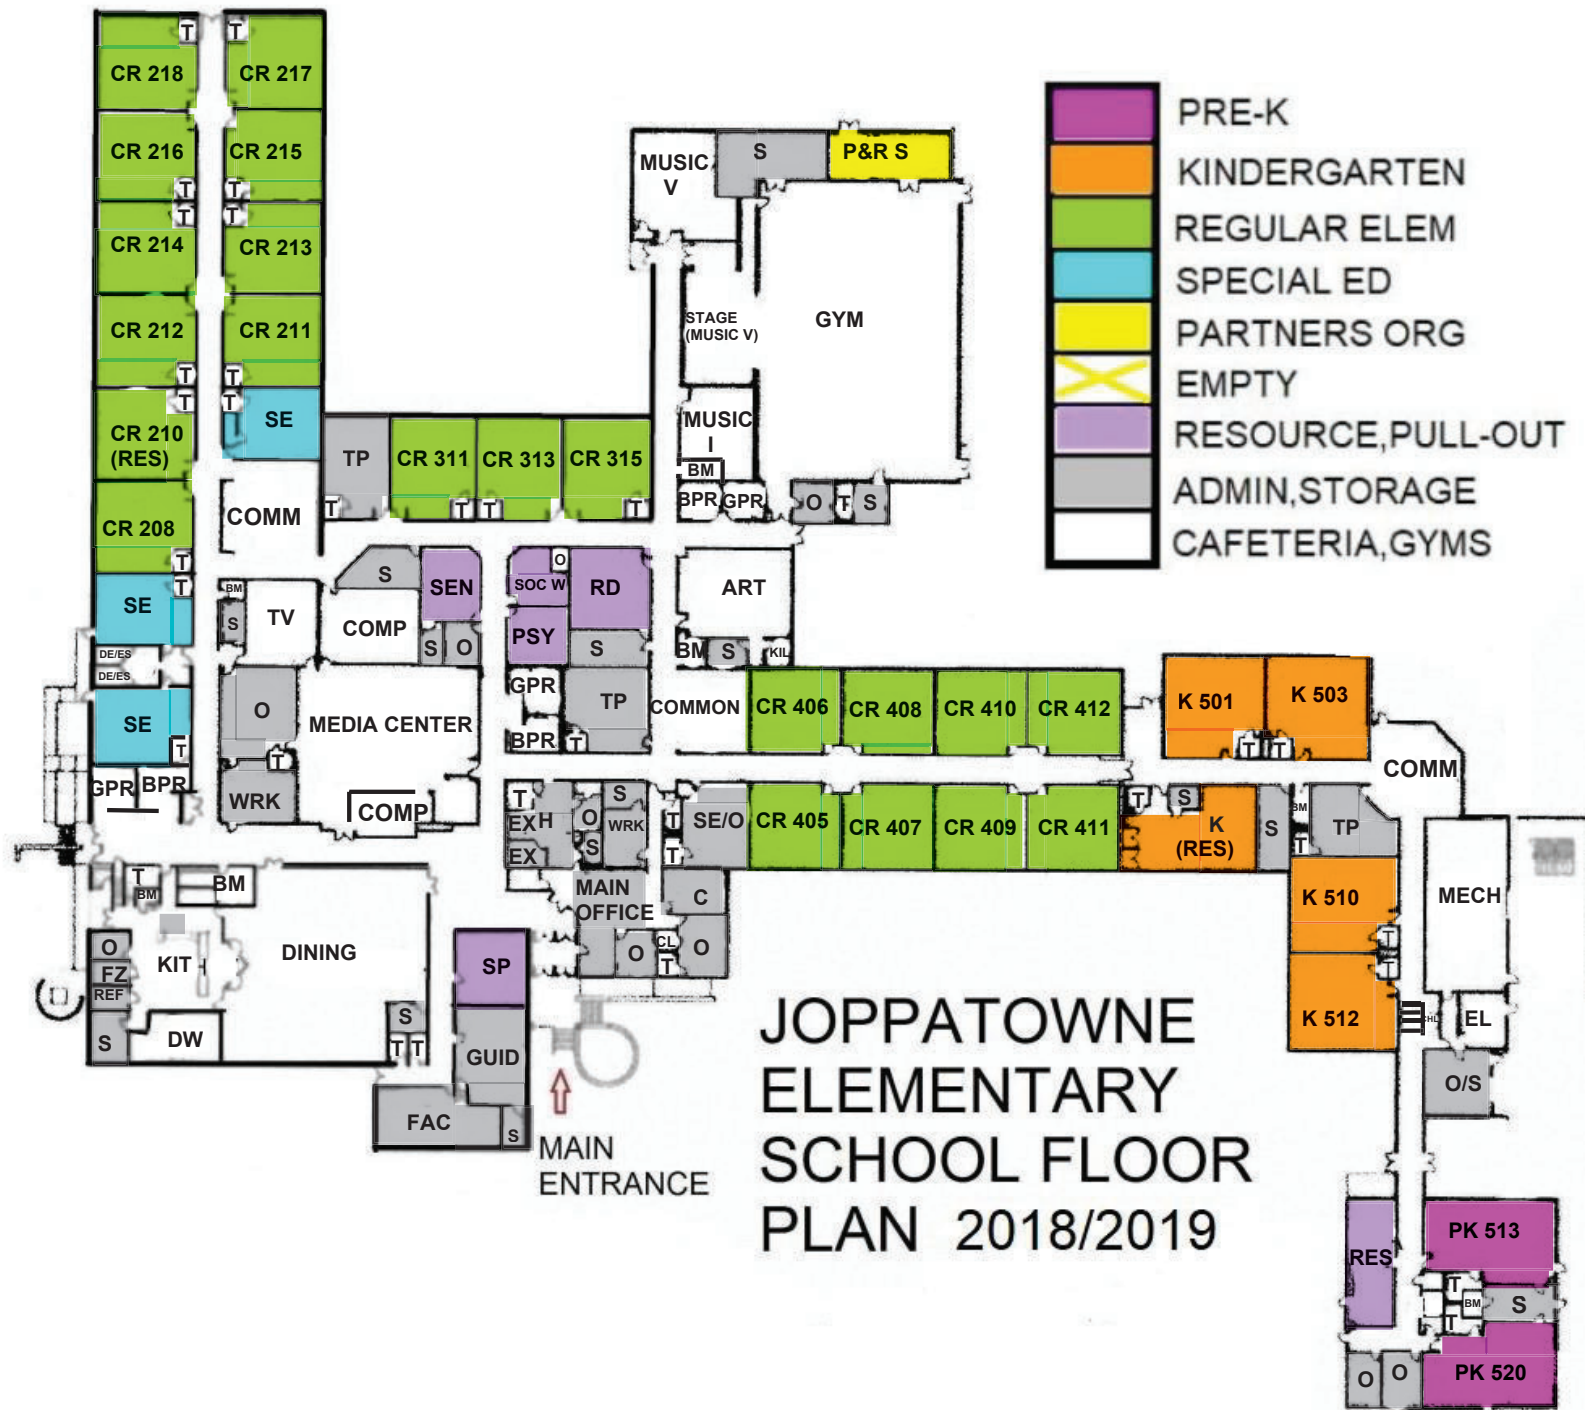 T
T
CR 218
CR 217
CR 216
CR 215
T
T
T
T
CR 214
CR 213
CR 212
CR 211
T
T
T
T
CR 210
(RES)
SE
CR 208
COMM
T
T
SE
DE/ES
DE/ES
SE
T
GPR
BPR
TP
T
CR 311
T
CR 313
T
CR 315
T
MUSIC
V
S
P&R S
STAGE
(MUSIC V)
GYM
MUSIC
I
BM
BPR
GPR
O
T
S
PRE-K
KINDERGARTEN
REGULAR ELEM
SPECIAL ED
PARTNERS ORG
EMPTY
RESOURCE,PULL-OUT
ADMIN,STORAGE
CAFETERIA,GYMS
BM
S
TV
S
COMP
SEN
S
O
SOC W
O
RD
PSY
S
ART
BM
S
KIL
O
T
WRK
MEDIA CENTER
COMP
GPR
BPR
TP
T
COMMON
CR 406
CR 408
CR 410
CR 412
CR 405
CR 407
CR 409
CR 411
K 501
K 503
T
T
COMM
T
S
K
(RES)
S
BM
T
TP
K 510
T
T
K 512
MECH
CHL
EL
O/S
T
EX
H
EX
O
S
S
WRK
T
T
SE/O
MAIN
OFFICE
C
O
CL
T
O
T
BM
BM
O
FZ
REF
S
KIT
DW
DINING
S
T
T
SP
GUID
FAC
S
MAIN
ENTRANCE
JOPPATOWNE
ELEMENTARY
SCHOOL FLOOR
PLAN 2018/2019
RES
PK 513
T
BM
T
S
O
O
PK 520